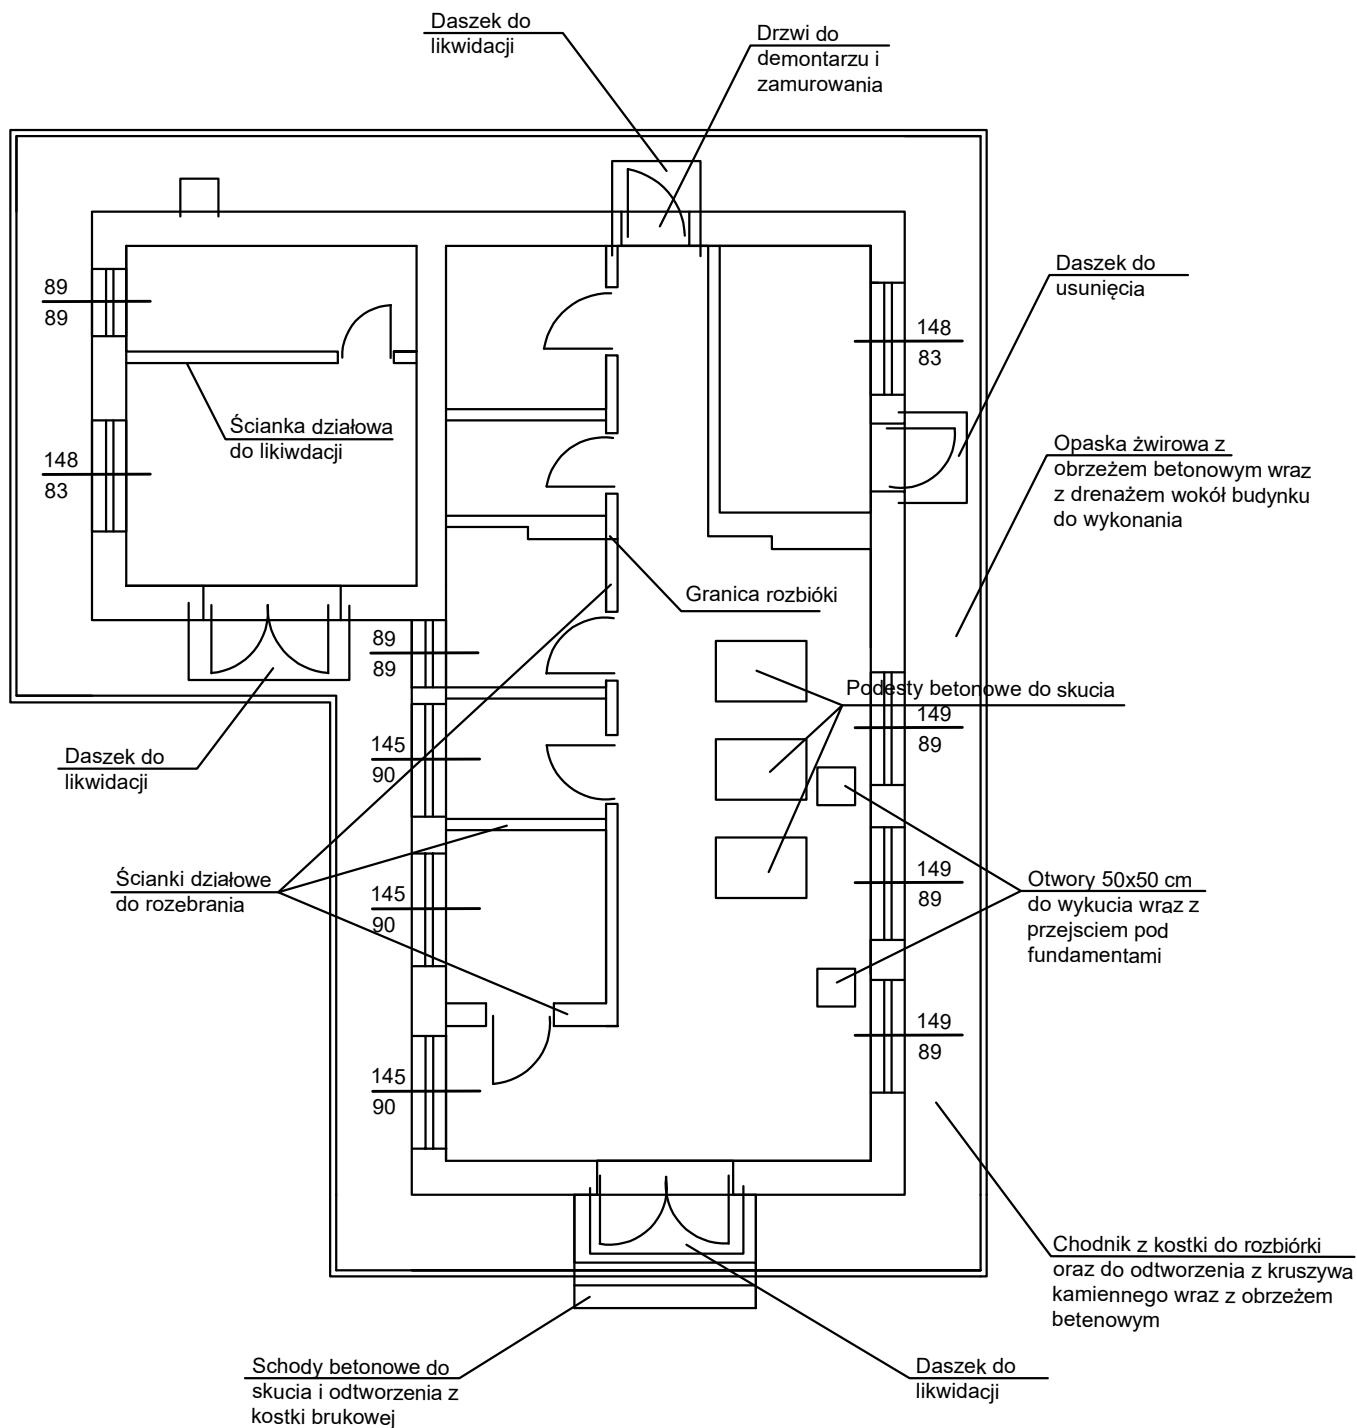 Daszek do
likwidacji
Drzwi do
demontarzu i
zamurowania
Daszek do
usunięcia
89
89
148
83
Ścianka działowa
do likiwdacji
148
83
Opaska żwirowa z
obrzeżem betonowym wraz
z drenażem wokół budynku
do wykonania
Granica rozbióki
89
89
Podesty betonowe do skucia
149
89
Daszek do
likwidacji
145
90
Ścianki działowe
do rozebrania
145
90
149
89
Otwory 50x50 cm
do wykucia wraz z
przejsciem pod
fundamentami
149
89
145
90
Chodnik z kostki do rozbiórki
oraz do odtworzenia z kruszywa
kamiennego wraz z obrzeżem
betenowym
Schody betonowe do
skucia i odtworzenia z
kostki brukowej
Daszek do
likwidacji